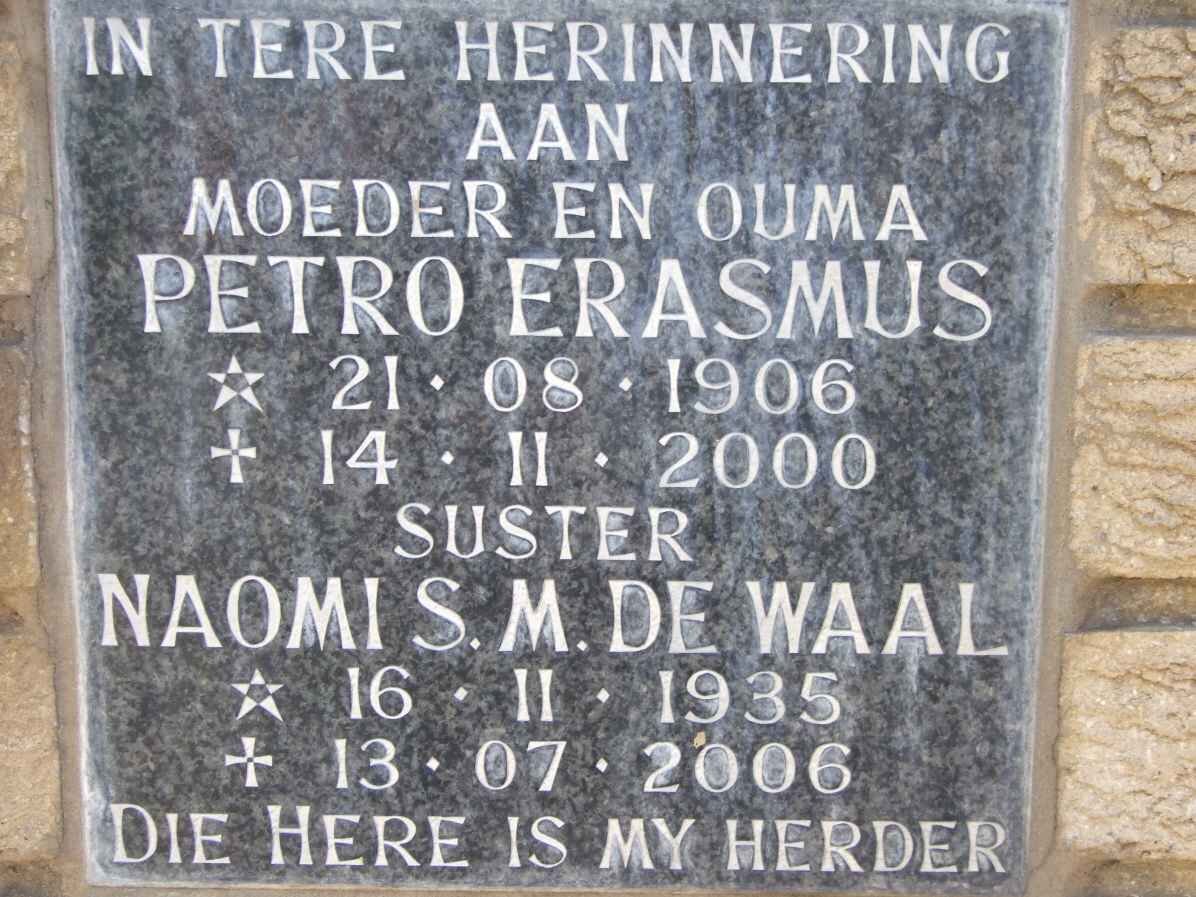 IN TERE HERINNERING
AAN
MOEDER EN OUMA
PETRO ERASMUS
☆ 21 · 08 · 1906
✝ 14 · 11 · 2000
SUSTER
NAOMI S. M. DE WAAL
☆ 16 · 11 · 1935
✝ 13 · 07 · 2006
DIE HERE IS MY HERDER